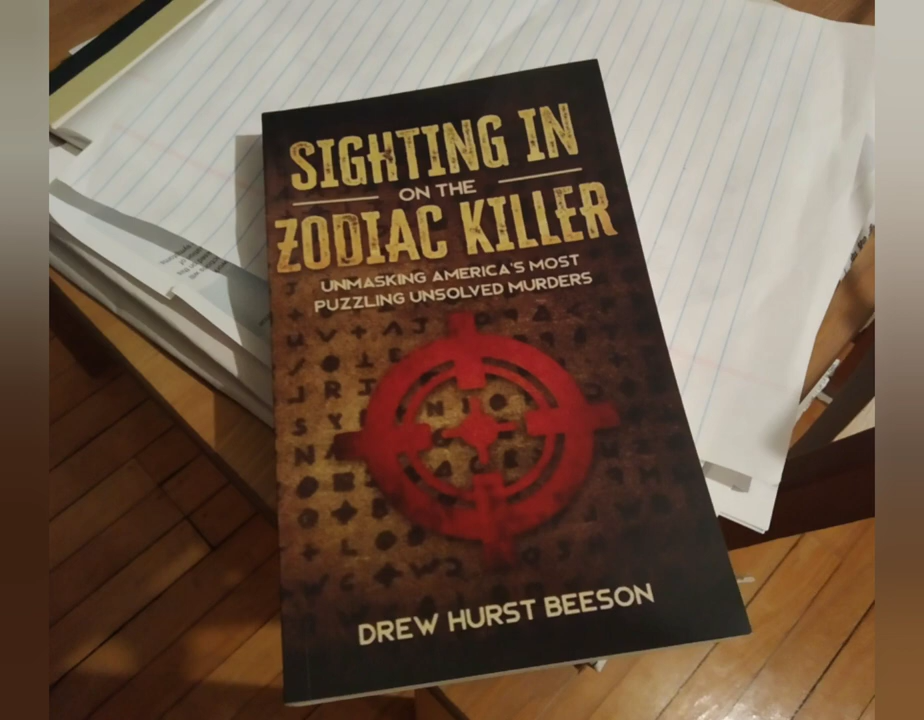 SIGHTING IN
ON THE
ZODIAC KILLER
UNMASKING AMERICA'S MOST
PUZZLING UNSOLVED MURDERS
DREW HURST BEESON